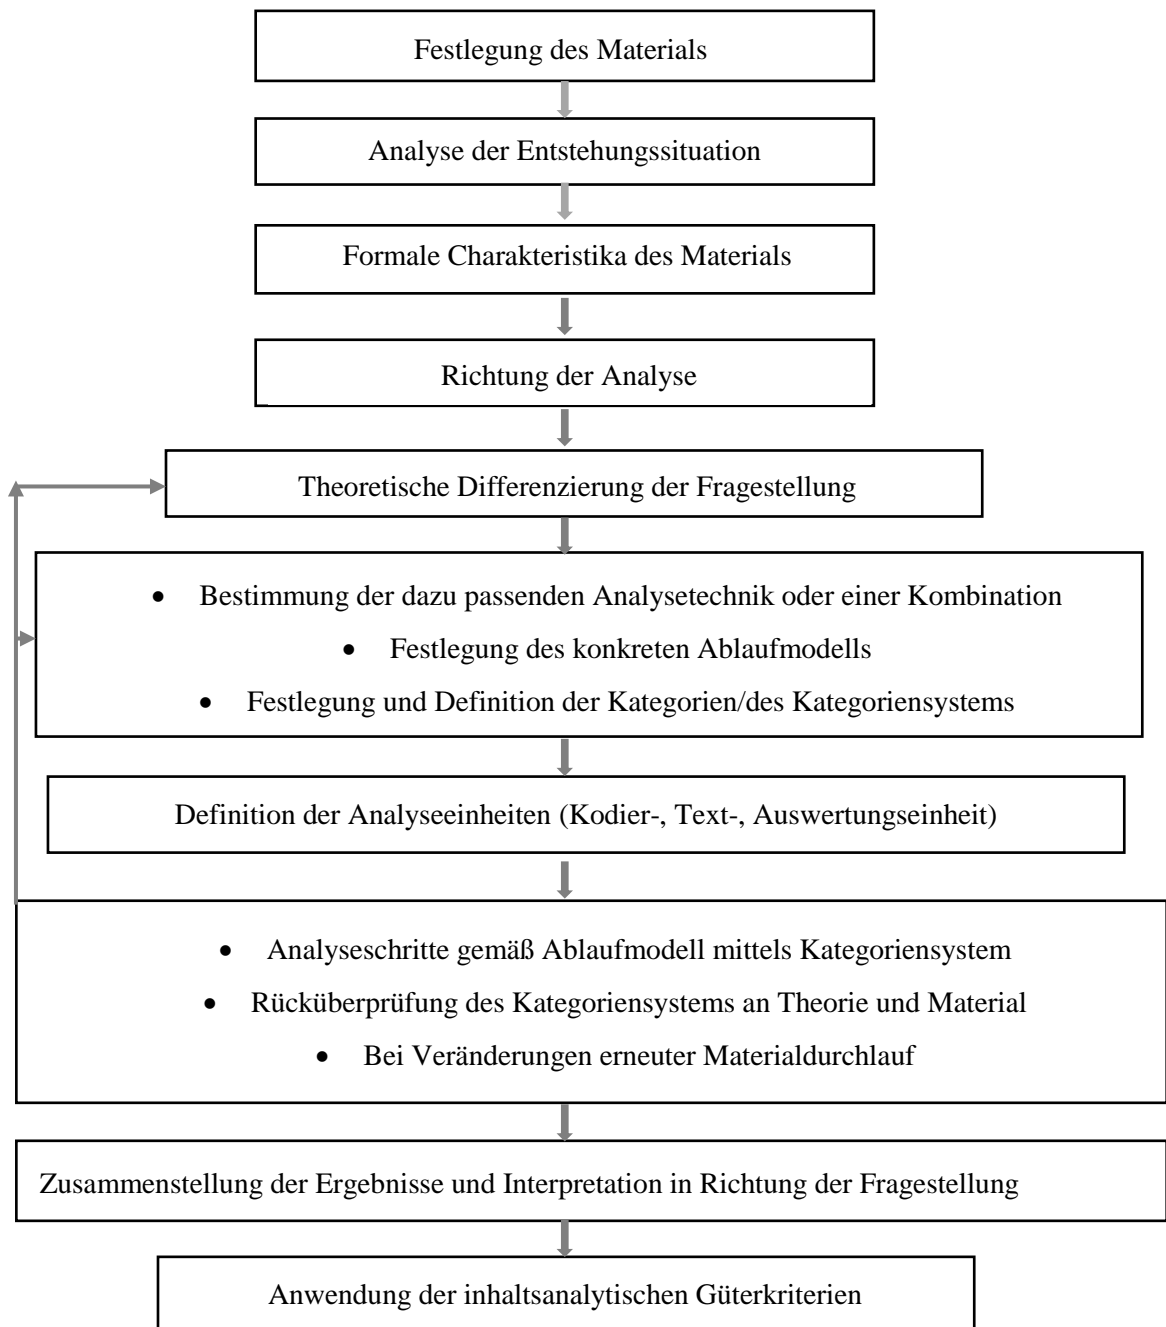 Festlegung des Materials
Analyse der Entstehungssituation
Formale Charakteristika des Materials
Richtung der Analyse
Theoretische Differenzierung der Fragestellung
• Bestimmung der dazu passenden Analysetechnik oder einer Kombination
• Festlegung des konkreten Ablaufmodells
• Festlegung und Definition der Kategorien/des Kategoriensystems
Definition der Analyseeinheiten (Kodier-, Text-, Auswertungseinheit)
• Analyseschritte gemäß Ablaufmodell mittels Kategoriensystem
• Rücküberprüfung des Kategoriensystems an Theorie und Material
• Bei Veränderungen erneuter Materialdurchlauf
Zusammenstellung der Ergebnisse und Interpretation in Richtung der Fragestellung
Anwendung der inhaltsanalytischen Güterkriterien